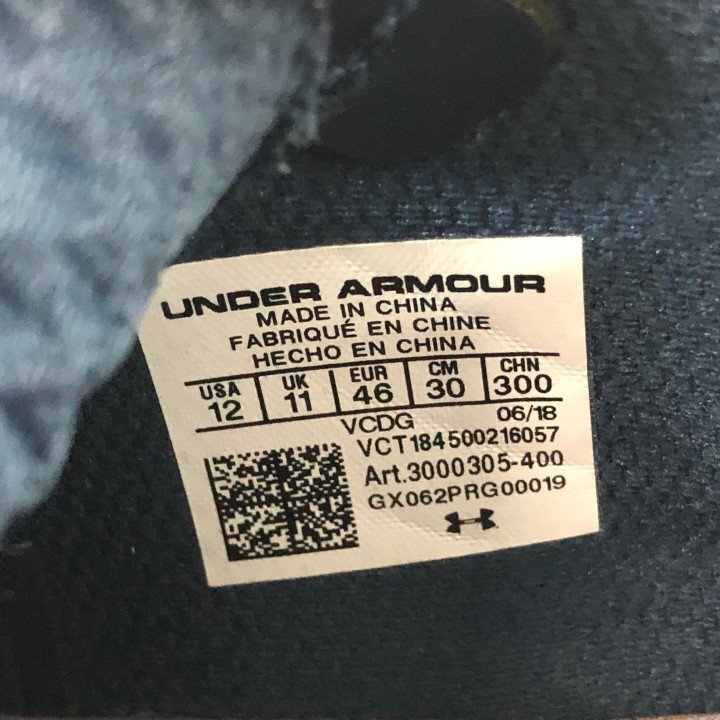 UNDER ARMOUR
MADE IN CHINA
FABRIQUÉ EN CHINE
HECHO EN CHINA
USA UK EUR CM CHN
12 11 46 30 300
VCDG 06/18
VCT184500216057
Art.3000305-400
GX062PRG00019